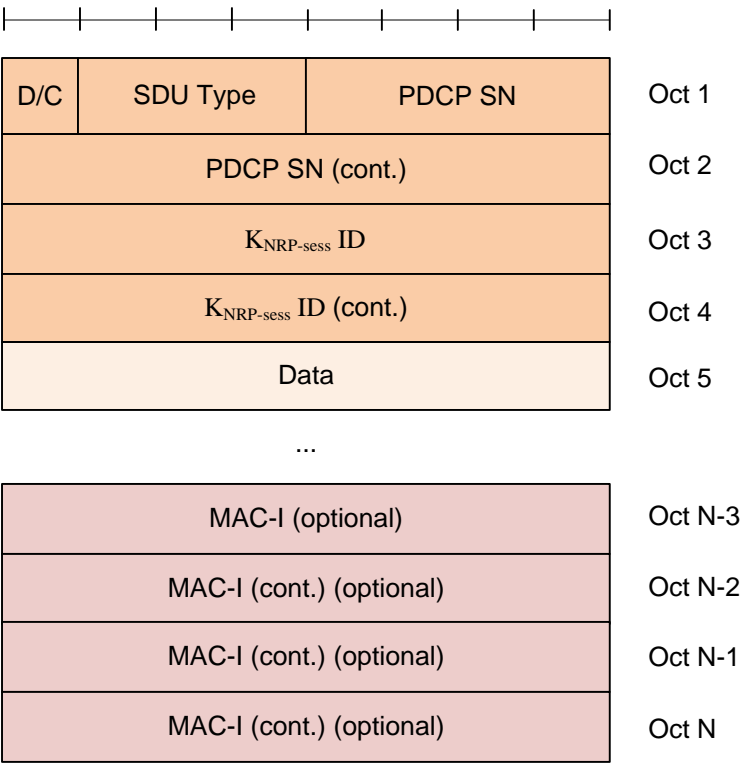 D/C SDU Type PDCP SN Oct 1
PDCP SN (cont.) Oct 2
KNRP-sess ID Oct 3
KNRP-sess ID (cont.) Oct 4
Data Oct 5
...
MAC-I (optional) Oct N-3
MAC-I (cont.) (optional) Oct N-2
MAC-I (cont.) (optional) Oct N-1
MAC-I (cont.) (optional) Oct N